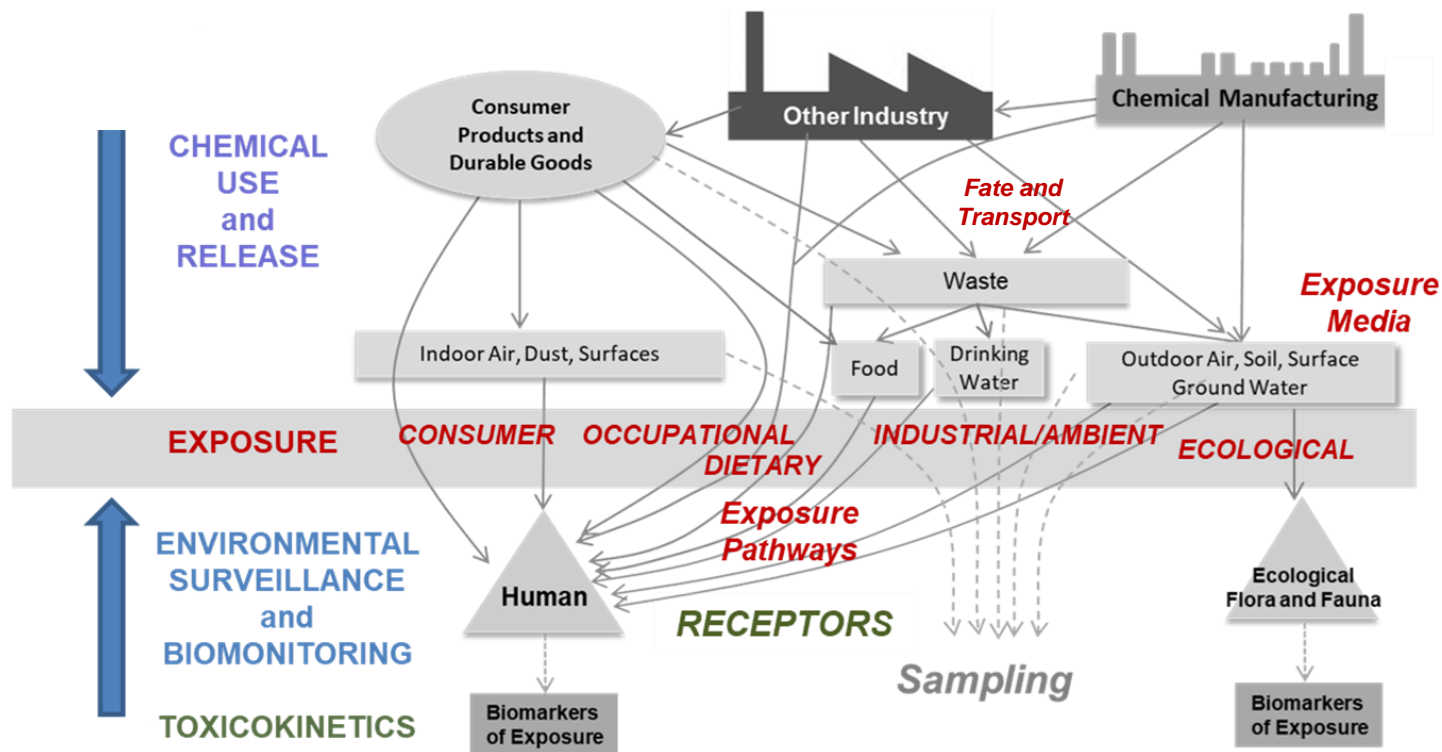 Consumer
Products and
Durable Goods
Other Industry
Chemical Manufacturing
CHEMICAL
USE
and
RELEASE
Fate and
Transport
Waste
Exposure
Media
Indoor Air, Dust, Surfaces
Food
Drinking
Water
Outdoor Air, Soil, Surface
Ground Water
EXPOSURE
CONSUMER
OCCUPATIONAL
DIETARY
INDUSTRIAL/AMBIENT
ECOLOGICAL
Exposure
Pathways
ENVIRONMENTAL
SURVEILLANCE
and
BIOMONITORING
Human
RECEPTORS
Ecological
Flora and Fauna
Sampling
TOXICOKINETICS
Biomarkers
of Exposure
Biomarkers
of Exposure